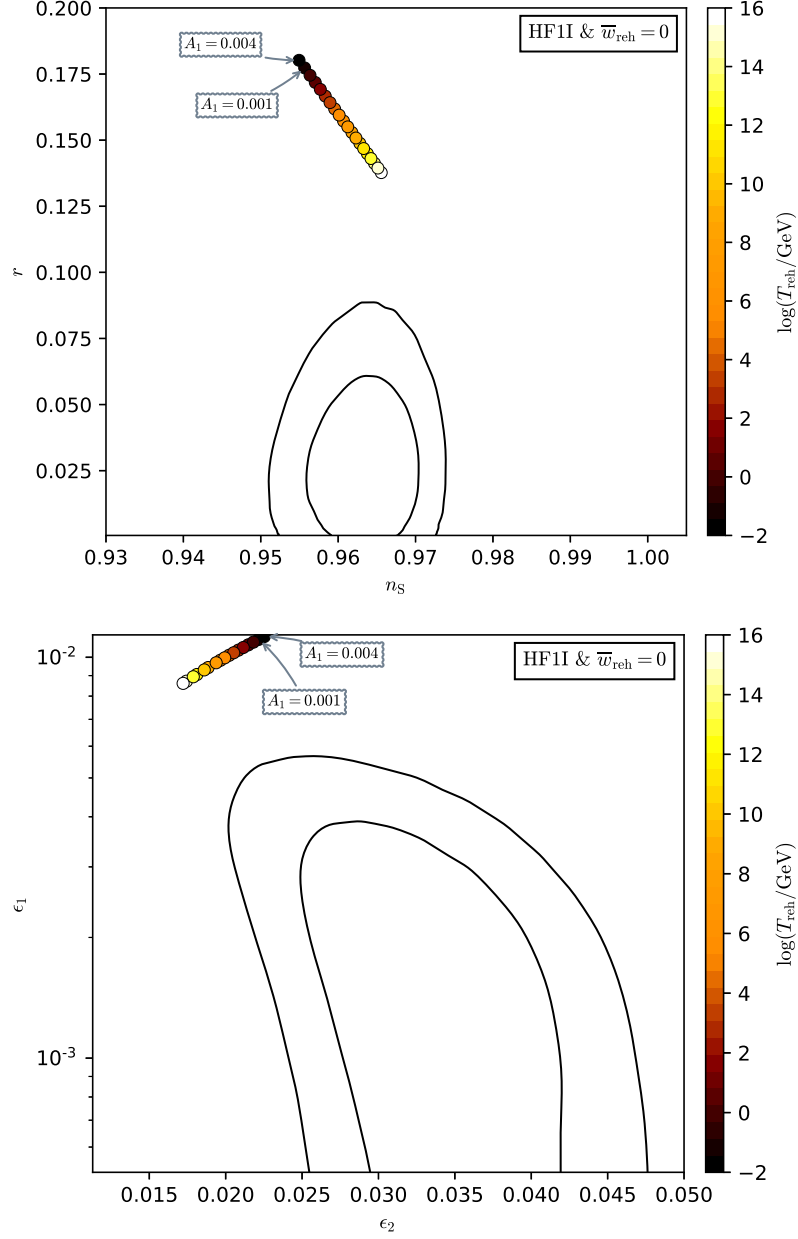 HF1I & w̅reh = 0
A1 = 0.004
A1 = 0.001
0.200
0.175
0.150
0.125
0.100
0.075
0.050
0.025
r
0.93 0.94 0.95 0.96 0.97 0.98 0.99 1.00
nS
16
14
12
10
8
6
4
2
0
−2
log(Treh/GeV)
HF1I & w̅reh = 0
A1 = 0.004
A1 = 0.001
10-2
10-3
ϵ1
0.015 0.020 0.025 0.030 0.035 0.040 0.045 0.050
ϵ2
16
14
12
10
8
6
4
2
0
−2
log(Treh/GeV)